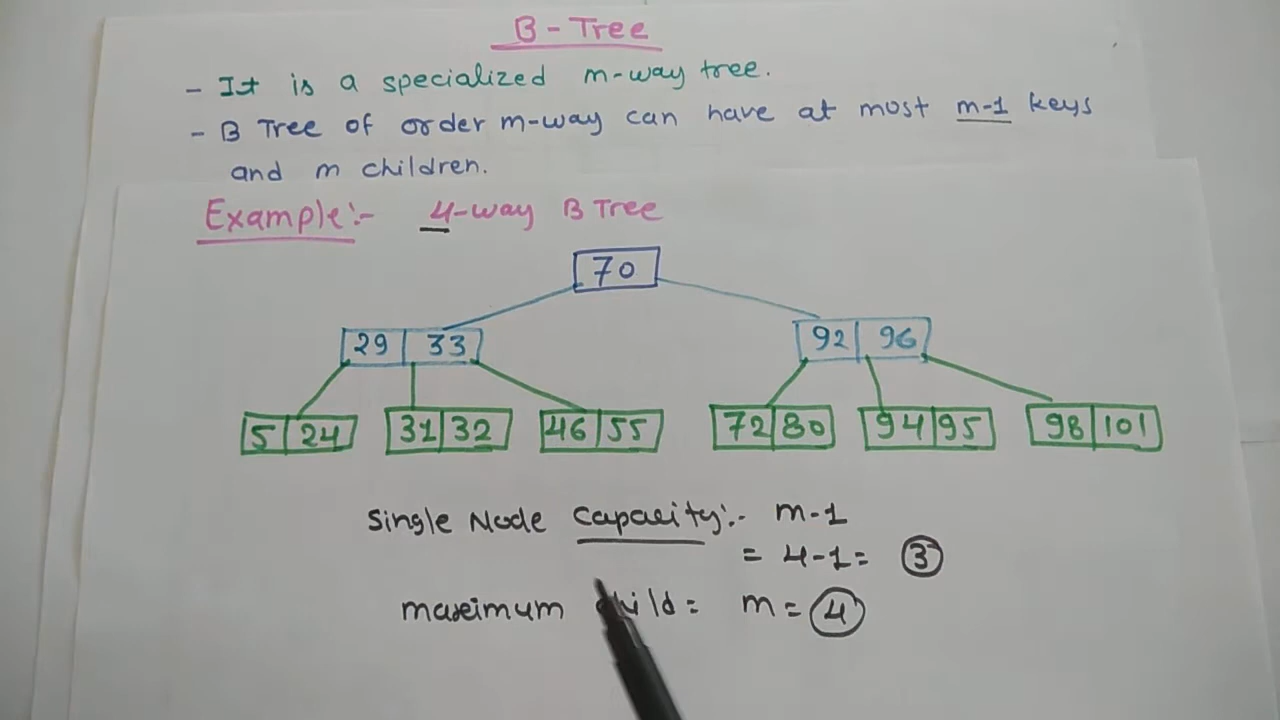 B-Tree
- It is a specialized m-way tree.
- B Tree of order m-way can have at most m-1 keys
and m children.
Example:- 4-way B Tree
70
29 33 92 96
5 24 31 32 46 55 72 80 94 95 98 101
Single Node Capacity:- m-1
= 4-1= 3
maximum child= m= 4